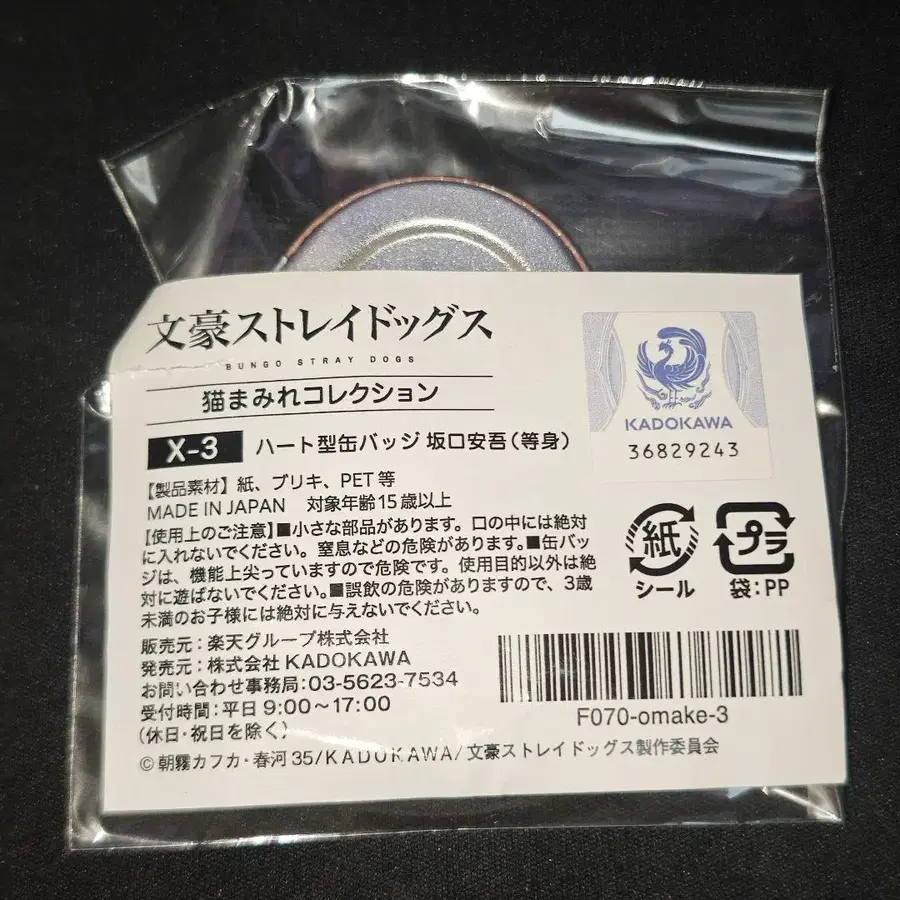 文豪ストレイドッグス
BUNGO STRAY DOGS
猫まみれコレクション
X-3 ハート型缶バッジ 坂口安吾(等身)
【製品素材】紙、ブリキ、PET等
MADE IN JAPAN 対象年齢15歳以上
【使用上のご注意】■小さな部品があります。口の中には絶対
に入れないでください。窒息などの危険があります。■缶バッ
ジは、機能上尖っていますので危険です。使用目的以外は絶
対に遊ばないでください。■誤飲の危険がありますので、3歳
未満のお子様には絶対に与えないでください。
販売元:楽天グループ株式会社
発売元:株式会社KADOKAWA
お問い合わせ事務局:03-5623-7534
受付時間:平日9:00～17:00
(休日・祝日を除く)
©朝霧カフカ・春河35/KADOKAWA/文豪ストレイドッグス製作委員会
KADOKAWA
36829243
紙
シール
プラ
袋:PP
F070-omake-3